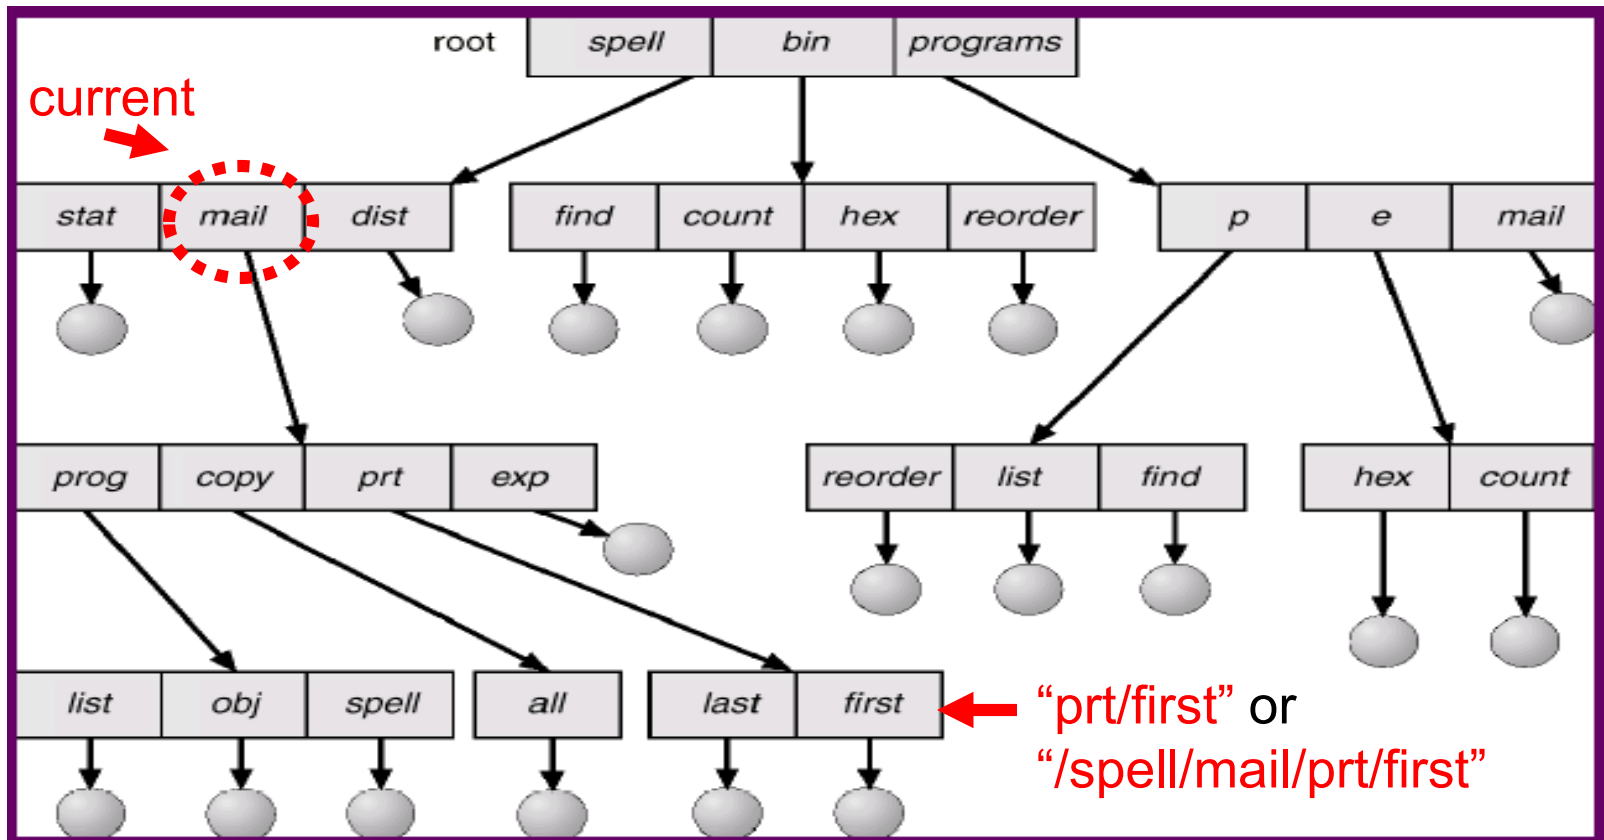 root spell bin programs
current
stat mail dist find count hex reorder p e mail
prog copy prt exp reorder list find hex count
list obj spell all last first “prt/first” or
“/spell/mail/prt/first”